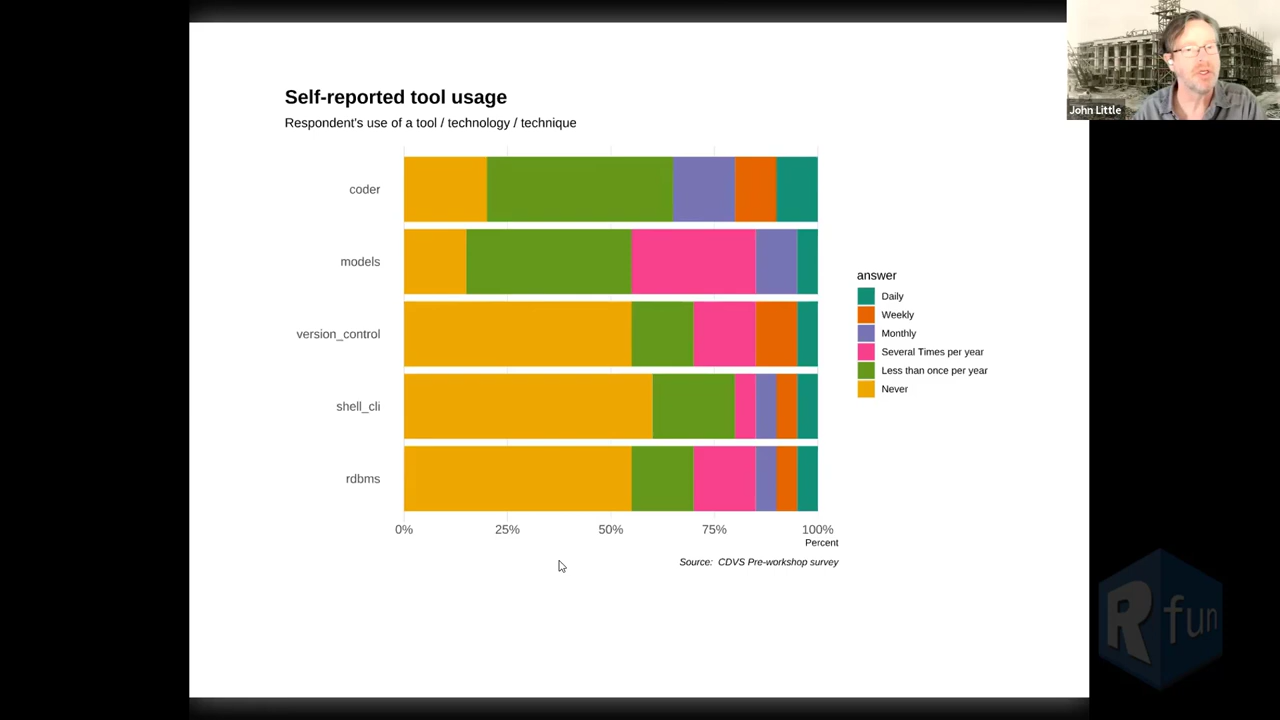 John Little
Self-reported tool usage
Respondent's use of a tool / technology / technique
coder
models
version_control
shell_cli
rdbms
0% 25% 50% 75% 100%
Percent
Source: CDVS Pre-workshop survey
answer
Daily
Weekly
Monthly
Several Times per year
Less than once per year
Never
R fun